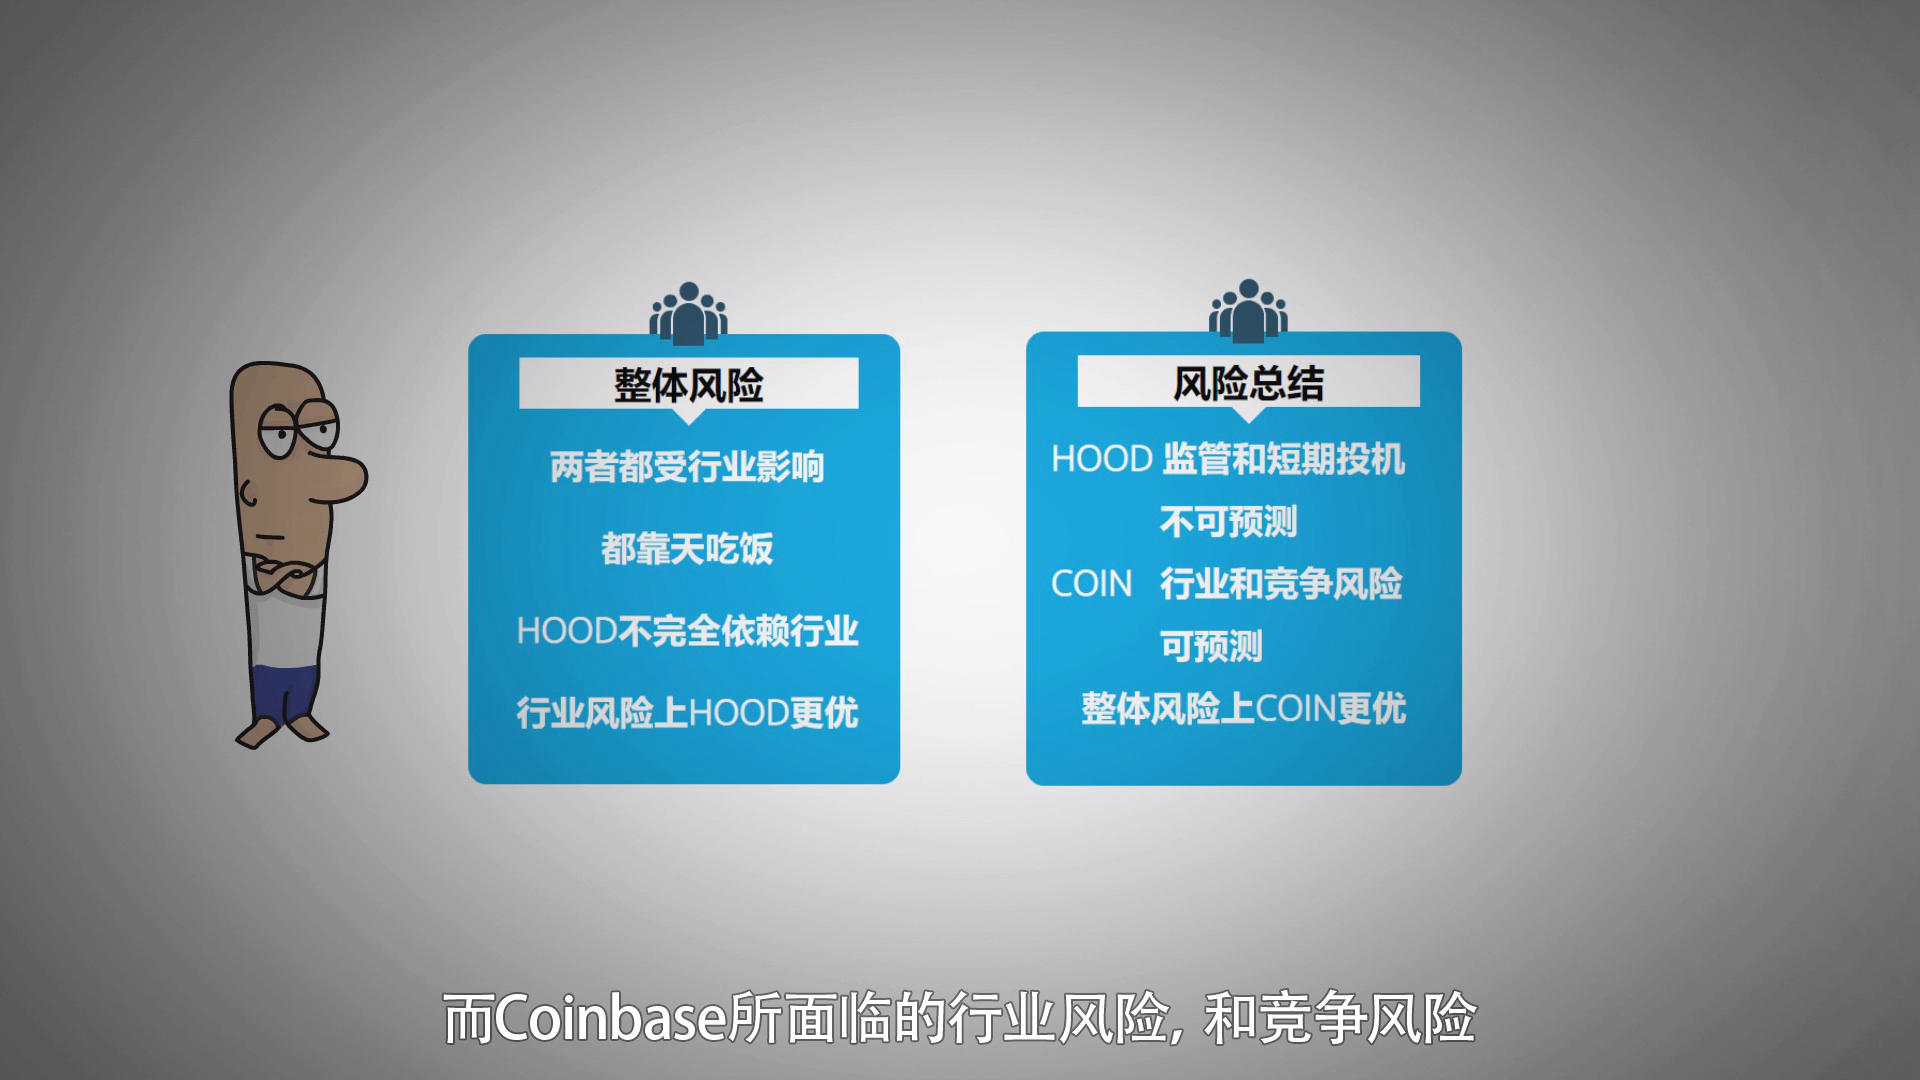 整体风险
两者都受行业影响
都靠天吃饭
HOOD不完全依赖行业
行业风险上HOOD更优
风险总结
HOOD 监管和短期投机
不可预测
COIN 行业和竞争风险
可预测
整体风险上COIN更优
而Coinbase所面临的行业风险, 和竞争风险